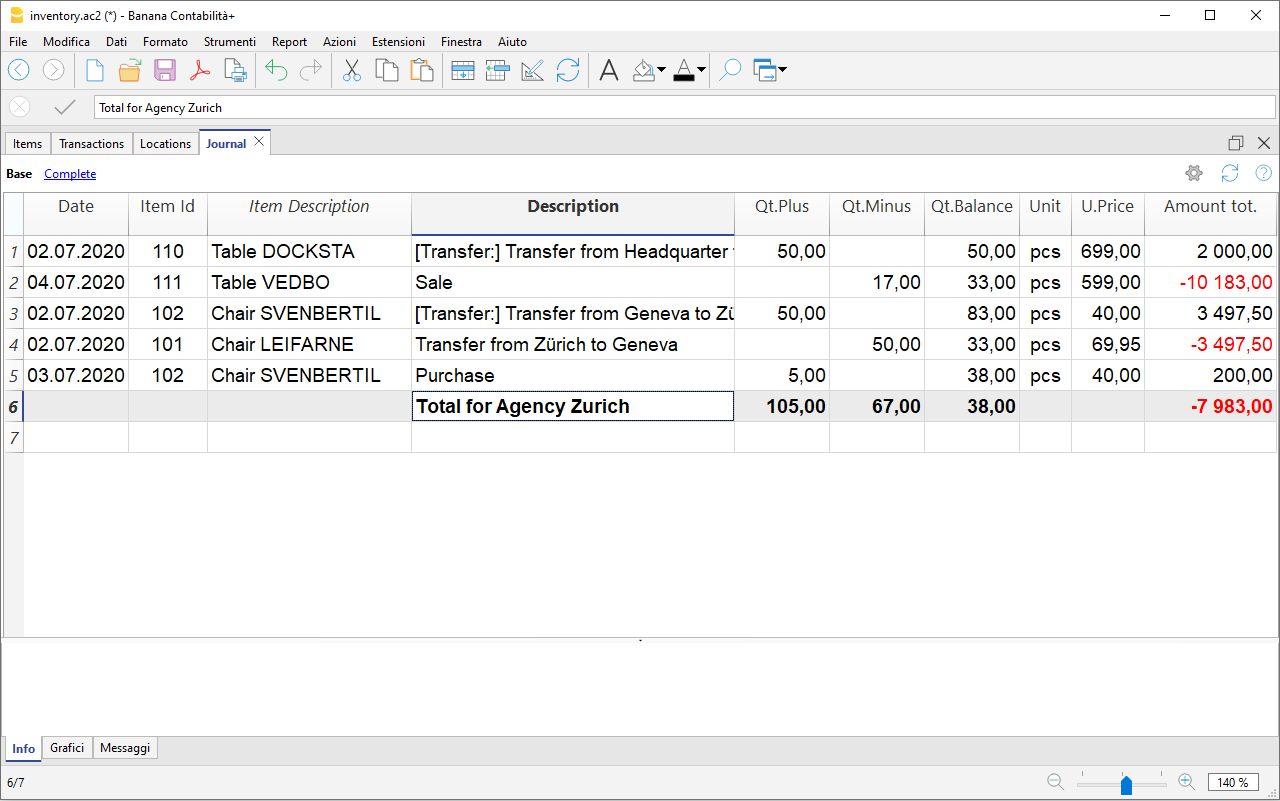 inventory.ac2 (*) - Banana Contabilità+
File Modifica Dati Formato Strumenti Report Azioni Estensioni Finestra Aiuto
Total for Agency Zurich
Items Transactions Locations Journal
Base Complete
Date Item Id Item Description Description Qt.Plus Qt.Minus Qt.Balance Unit U.Price Amount tot.
1 02.07.2020 110 Table DOCKSTA [Transfer:] Transfer from Headquarter 50,00 50,00 pcs 699,00 2 000,00
2 04.07.2020 111 Table VEDBO Sale 17,00 33,00 pcs 599,00 -10 183,00
3 02.07.2020 102 Chair SVENBERTIL [Transfer:] Transfer from Geneva to Zü 50,00 83,00 pcs 40,00 3 497,50
4 02.07.2020 101 Chair LEIFARNE Transfer from Zürich to Geneva 50,00 33,00 pcs 69,95 -3 497,50
5 03.07.2020 102 Chair SVENBERTIL Purchase 5,00 38,00 pcs 40,00 200,00
6 Total for Agency Zurich 105,00 67,00 38,00 -7 983,00
7
Info Grafici Messaggi
6/7 140 %